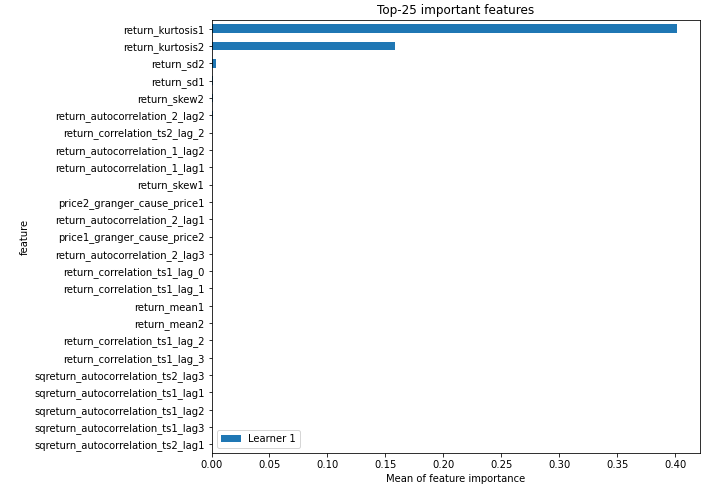 Top-25 important features
return_kurtosis1
return_kurtosis2
return_sd2
return_sd1
return_skew2
return_autocorrelation_2_lag2
return_correlation_ts2_lag_2
return_autocorrelation_1_lag2
return_autocorrelation_1_lag1
return_skew1
price2_granger_cause_price1
return_autocorrelation_2_lag1
price1_granger_cause_price2
return_autocorrelation_2_lag3
return_correlation_ts1_lag_0
return_correlation_ts1_lag_1
return_mean1
return_mean2
return_correlation_ts1_lag_2
return_correlation_ts1_lag_3
sqreturn_autocorrelation_ts2_lag3
sqreturn_autocorrelation_ts1_lag1
sqreturn_autocorrelation_ts1_lag2
sqreturn_autocorrelation_ts1_lag3
sqreturn_autocorrelation_ts2_lag1
feature
Learner 1
0.00 0.05 0.10 0.15 0.20 0.25 0.30 0.35 0.40
Mean of feature importance